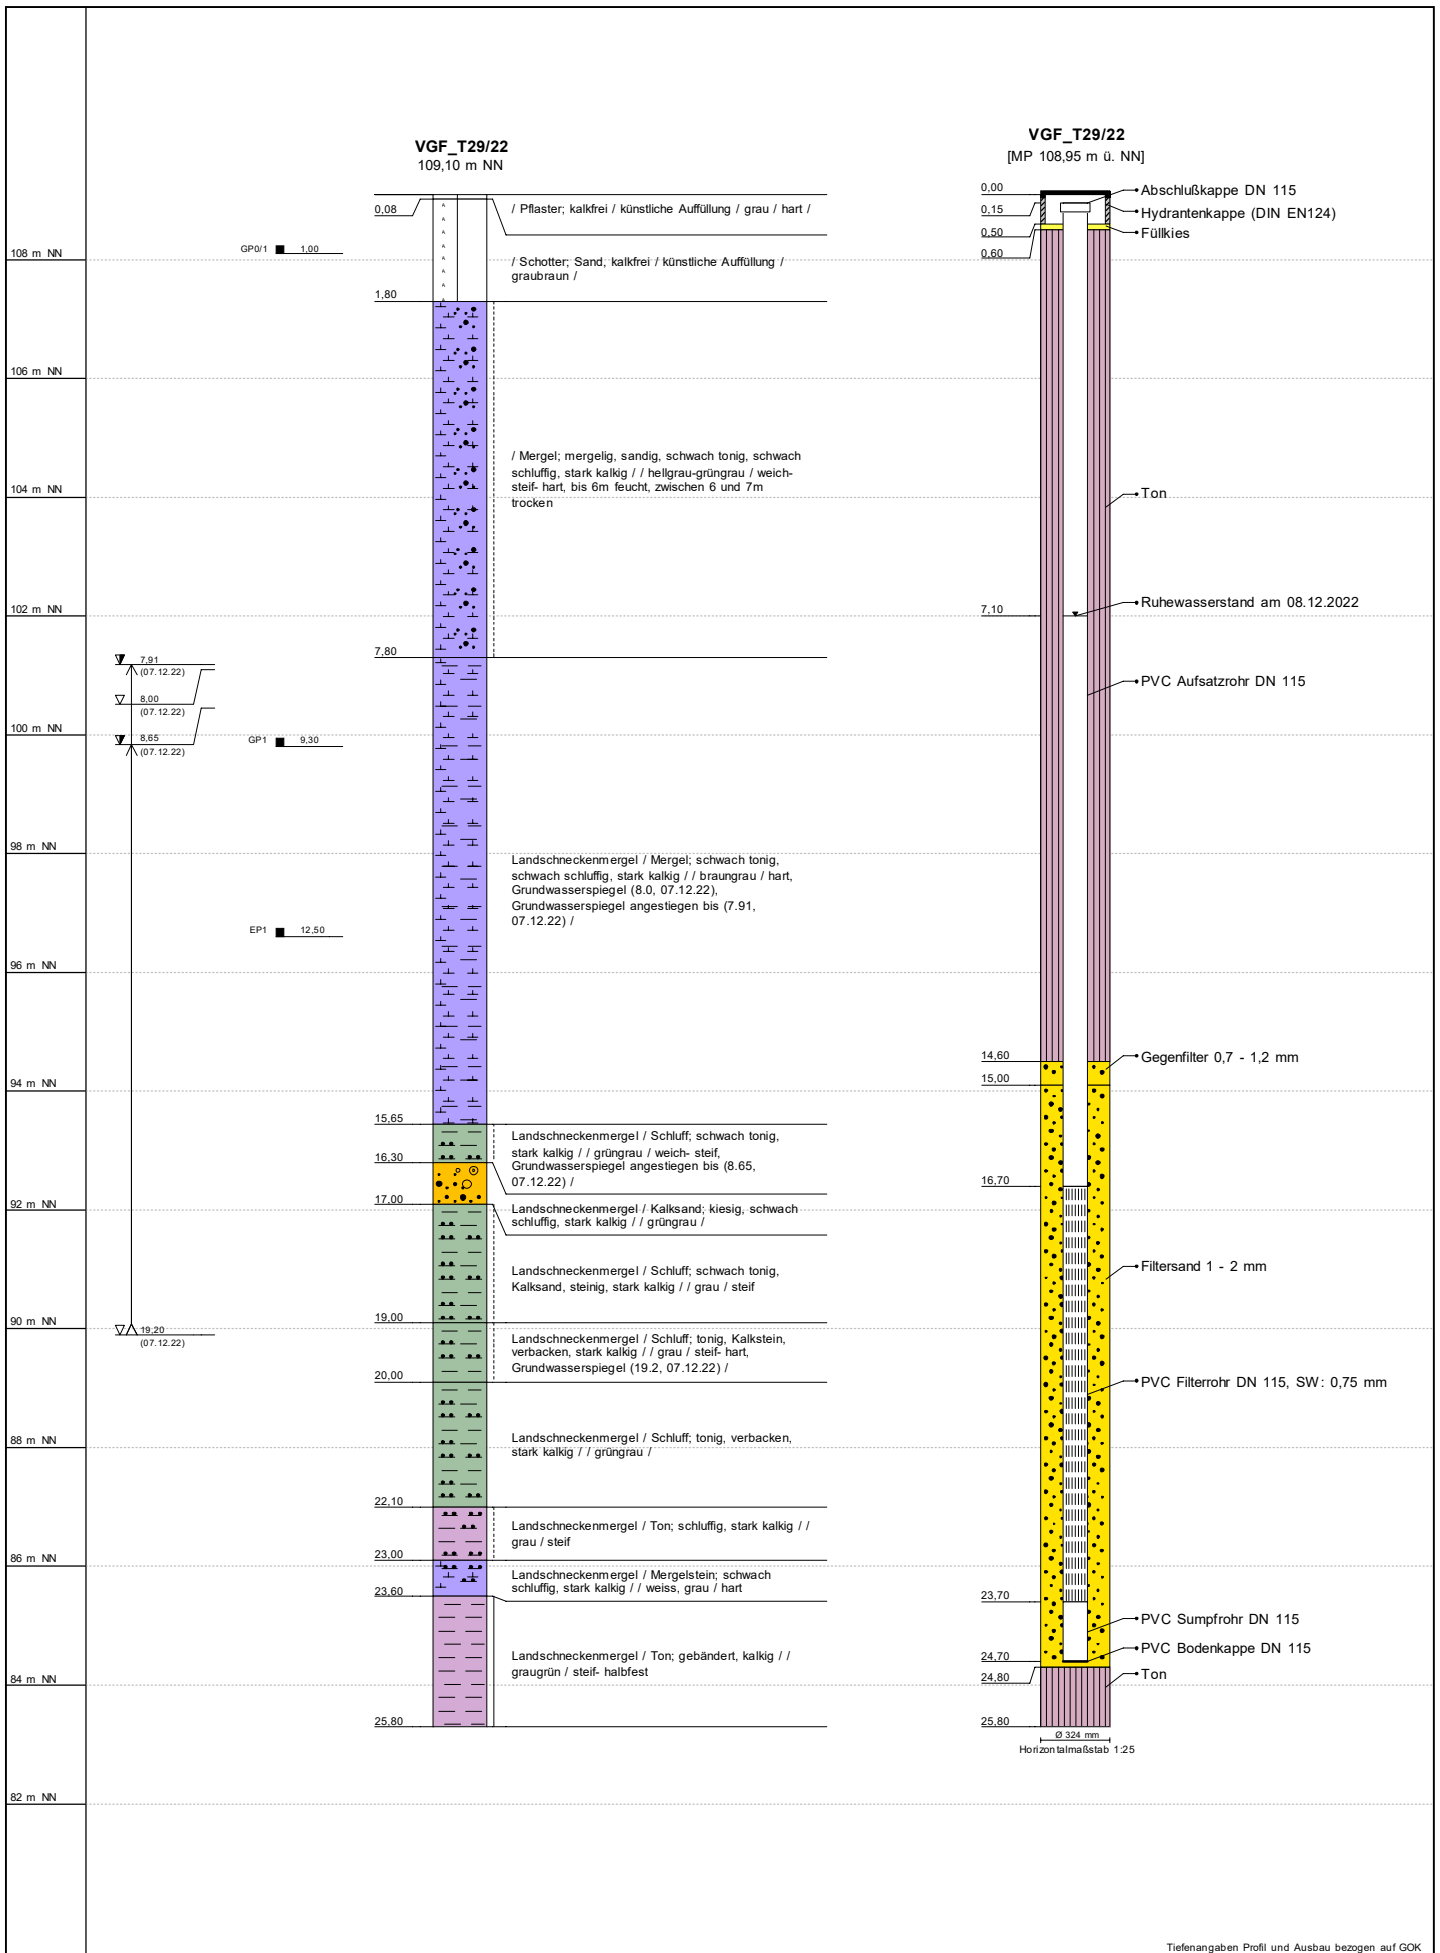 VGF_T29/22
109,10 m NN
VGF_T29/22
[MP 108,95 m ü. NN]
108 m NN
106 m NN
104 m NN
102 m NN
100 m NN
98 m NN
96 m NN
94 m NN
92 m NN
90 m NN
88 m NN
86 m NN
84 m NN
82 m NN
7,91
(07.12.22)
8,00
(07.12.22)
8,65
(07.12.22)
19,20
(07.12.22)
GP0/1 1,00
GP1 9,30
EP1 12,50
0,08
1,80
7,80
15,65
16,30
17,00
19,00
20,00
22,10
23,00
23,60
25,80
/ Pflaster; kalkfrei / künstliche Auffüllung / grau / hart /
/ Schotter; Sand, kalkfrei / künstliche Auffüllung /
graubraun /
/ Mergel; mergelig, sandig, schwach tonig, schwach
schluffig, stark kalkig / / hellgrau-grüngrau / weich-
steif- hart, bis 6m feucht, zwischen 6 und 7m
trocken
Landschneckenmergel / Mergel; schwach tonig,
schwach schluffig, stark kalkig / / braungrau / hart,
Grundwasserspiegel (8.0, 07.12.22),
Grundwasserspiegel angestiegen bis (7.91,
07.12.22) /
Landschneckenmergel / Schluff; schwach tonig,
stark kalkig / / grüngrau / weich- steif,
Grundwasserspiegel angestiegen bis (8.65,
07.12.22) /
Landschneckenmergel / Kalksand; kiesig, schwach
schluffig, stark kalkig / / grüngrau /
Landschneckenmergel / Schluff; schwach tonig,
Kalksand, steinig, stark kalkig / / grau / steif
Landschneckenmergel / Schluff; tonig, Kalkstein,
verbacken, stark kalkig / / grau / steif- hart,
Grundwasserspiegel (19.2, 07.12.22) /
Landschneckenmergel / Schluff; tonig, verbacken,
stark kalkig / / grüngrau /
Landschneckenmergel / Ton; schluffig, stark kalkig / /
grau / steif
Landschneckenmergel / Mergelstein; schwach
schluffig, stark kalkig / / weiss, grau / hart
Landschneckenmergel / Ton; gebändert, kalkig / /
graugrün / steif- halbfest
0,00
0,15
0,50
0,60
7,10
14,60
15,00
16,70
23,70
24,70
24,80
25,80
Abschlußkappe DN 115
Hydrantenkappe (DIN EN124)
Füllkies
Ton
Ruhewasserstand am 08.12.2022
PVC Aufsatzrohr DN 115
Gegenfilter 0,7 - 1,2 mm
Filtersand 1 - 2 mm
PVC Filterrohr DN 115, SW: 0,75 mm
PVC Sumpfrohr DN 115
PVC Bodenkappe DN 115
Ton
Ø 324 mm
Horizontalmaßstab 1:25
Tiefenangaben Profil und Ausbau bezogen auf GOK